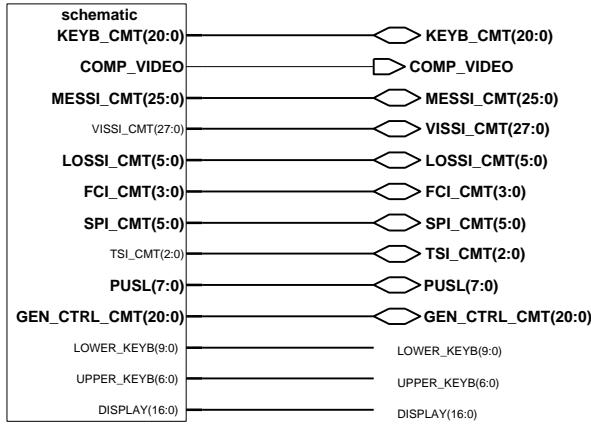 schematic
KEYB_CMT(20:0) KEYB_CMT(20:0)
COMP_VIDEO COMP_VIDEO
MESSI_CMT(25:0) MESSI_CMT(25:0)
VISSI_CMT(27:0) VISSI_CMT(27:0)
LOSSI_CMT(5:0) LOSSI_CMT(5:0)
FCI_CMT(3:0) FCI_CMT(3:0)
SPI_CMT(5:0) SPI_CMT(5:0)
TSI_CMT(2:0) TSI_CMT(2:0)
PUSL(7:0) PUSL(7:0)
GEN_CTRL_CMT(20:0) GEN_CTRL_CMT(20:0)
LOWER_KEYB(9:0) LOWER_KEYB(9:0)
UPPER_KEYB(6:0) UPPER_KEYB(6:0)
DISPLAY(16:0) DISPLAY(16:0)